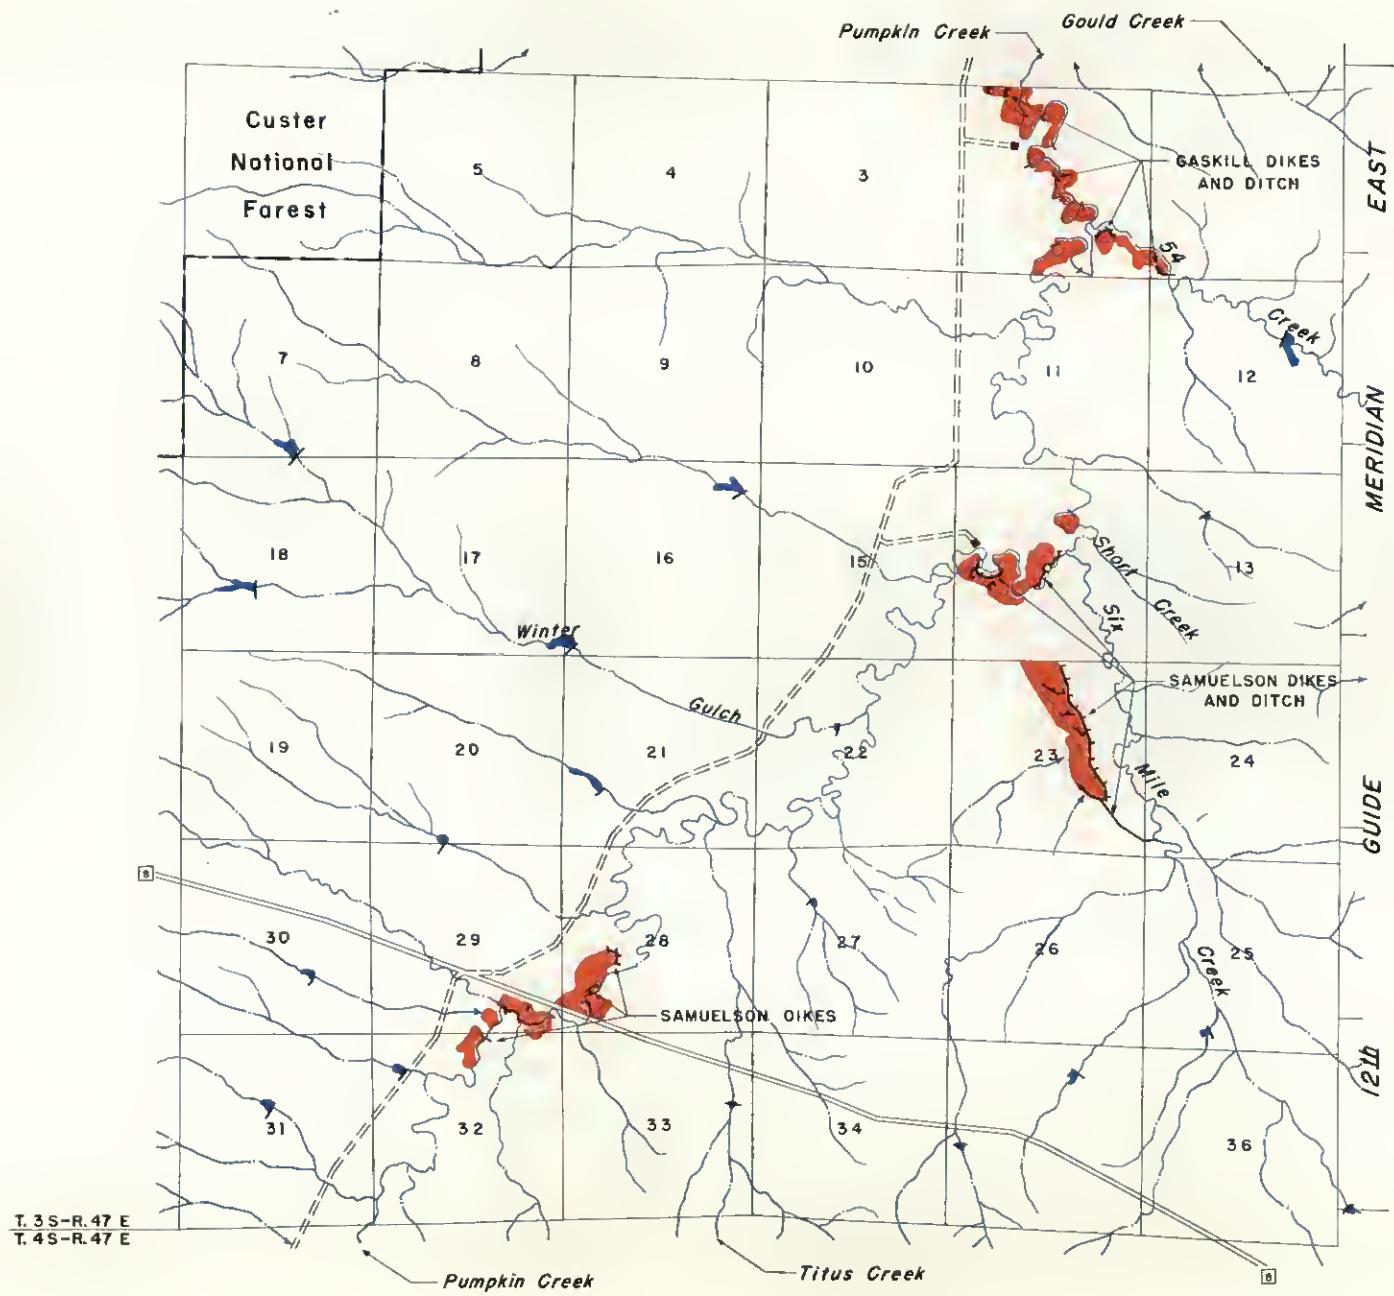 Gould Creek
Pumpkin Creek
Custer
National
Forest
5
4
3
GASKILL DIKES
AND DITCH
EAST
54
Creek
7
8
9
10
11
12
MERIDIAN
18
17
16
15
Short
Creek
13
Six
Winter
Gulch
SAMUELSON DIKES
AND DITCH
19
20
21
22
23
Mile
24
GUIDE
8
30
29
28
27
26
Creek
25
SAMUELSON DIKES
12th
31
32
33
34
36
T. 3 S-R. 47 E
T. 4 S-R. 47 E
Pumpkin Creek
Titus Creek
8